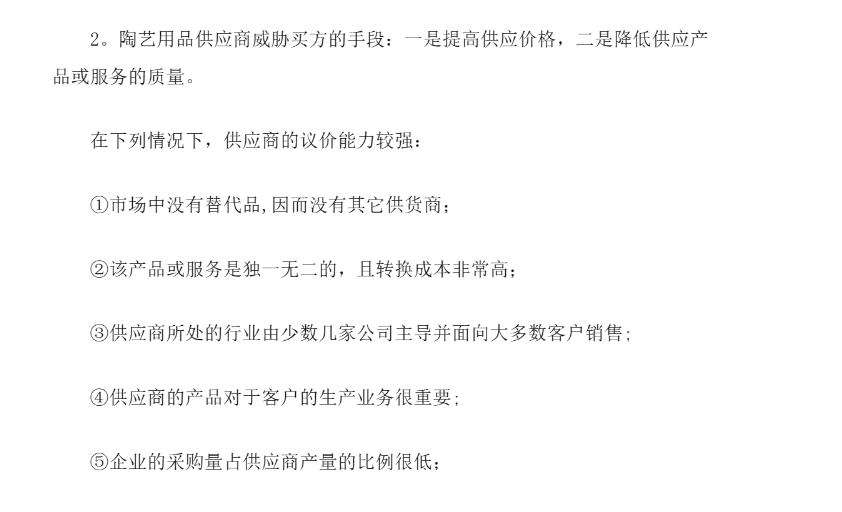 2。陶艺用品供应商威胁买方的手段：一是提高供应价格，二是降低供应产
品或服务的质量。
在下列情况下，供应商的议价能力较强：
①市场中没有替代品,因而没有其它供货商；
②该产品或服务是独一无二的，且转换成本非常高；
③供应商所处的行业由少数几家公司主导并面向大多数客户销售;
④供应商的产品对于客户的生产业务很重要;
⑤企业的采购量占供应商产量的比例很低；